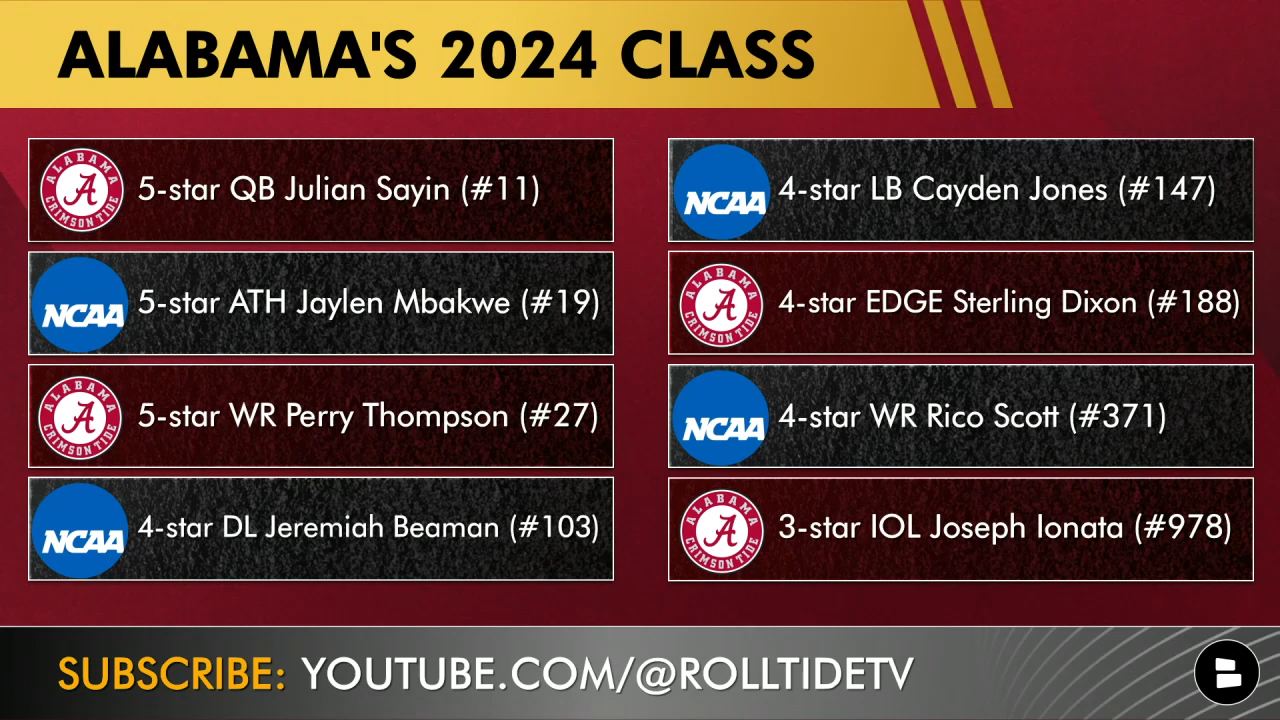 ALABAMA'S 2024 CLASS
ALABAMA A CRIMSON TIDE
5-star QB Julian Sayin (#11)
NCAA
5-star ATH Jaylen Mbakwe (#19)
ALABAMA A CRIMSON TIDE
5-star WR Perry Thompson (#27)
NCAA
4-star DL Jeremiah Beaman (#103)
NCAA
4-star LB Cayden Jones (#147)
ALABAMA A CRIMSON TIDE
4-star EDGE Sterling Dixon (#188)
NCAA
4-star WR Rico Scott (#371)
ALABAMA A CRIMSON TIDE
3-star IOL Joseph Ionata (#978)
SUBSCRIBE: YOUTUBE.COM/@ROLLTIDETV